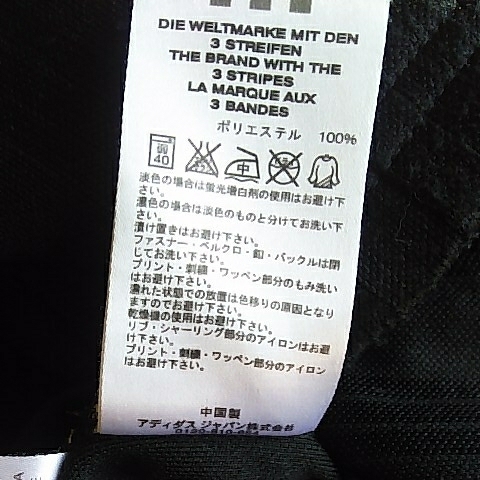 DIE WELTMARKE MIT DEN
3 STREIFEN
THE BRAND WITH THE
3 STRIPES
LA MARQUE AUX
3 BANDES
ポリエステル 100%
弱
40
中
淡色の場合は蛍光増白剤の使用はお避け下
さい。
濃色の場合は淡色のものと分けてお洗い下
さい。
漬け置きはお避け下さい。
ファスナー・ベルクロ・釦・バックルは閉
じてお洗い下さい。
プリント・刺繍・ワッペン部分のもみ洗い
はお避け下さい。
濡れた状態での放置は色移りの原因となり
ますのでお避け下さい。
乾燥機の使用はお避け下さい。
リブ・シャーリング部分のアイロンはお避
け下さい。
プリント・刺繍・ワッペン部分のアイロン
はお避け下さい。
中国製
アディダス ジャパン株式会社